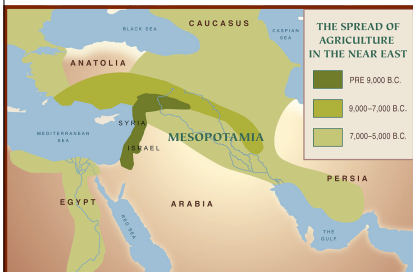 THE SPREAD OF
AGRICULTURE
IN THE NEAR EAST
PRE 9,000 B.C.
9,000–7,000 B.C.
7,000–5,000 B.C.
CAUCASUS
BLACK SEA
CASPIAN
SEA
ANATOLIA
SYRIA
MESOPOTAMIA
MEDITERRANEAN
SEA
ISRAEL
PERSIA
EGYPT
ARABIA
RED SEA
THE
GULF